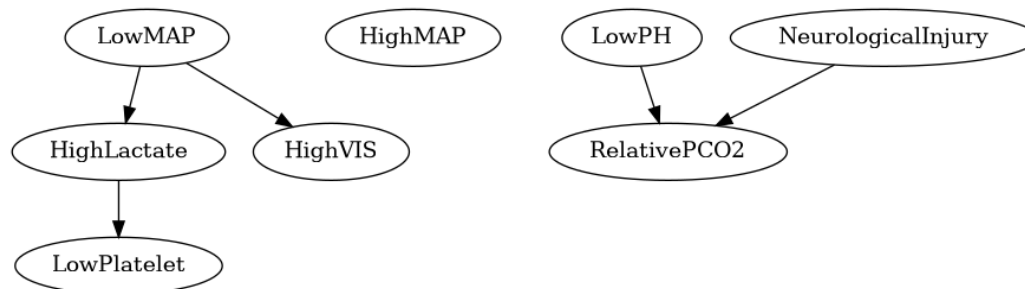 LowMAP
HighMAP
LowPH
NeurologicalInjury
HighLactate
HighVIS
RelativePCO2
LowPlatelet